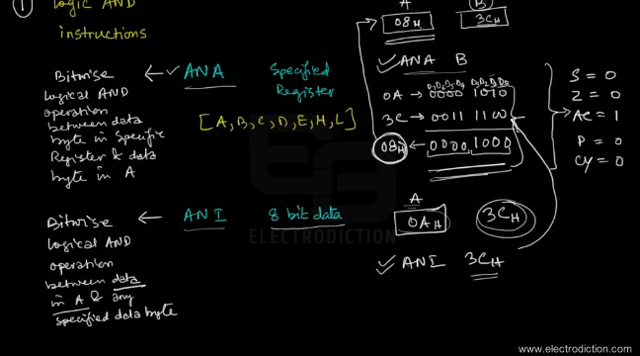 ① logic AND
instructions
Bitwise
logical AND
operation
between data
byte in Specific
Register & data
byte in A
← ✓ ANA Specified
Register
[A, B, C, D, E, H, L]
Bitwise
logical AND
operation
between data
in A & any
specified data byte
← ANI 8 bit data
A B
08H 3CH
✓ ANA B
D7D6D5D4 D3D2D1D0
0A → 0000 1010
3C → 0011 1100
08H ← 0000, 1000
S = 0
Z = 0
AC = 1
P = 0
CY = 0
A
0AH 3CH
✓ ANI 3CH
ELECTRODICTION
www.electrodiction.com